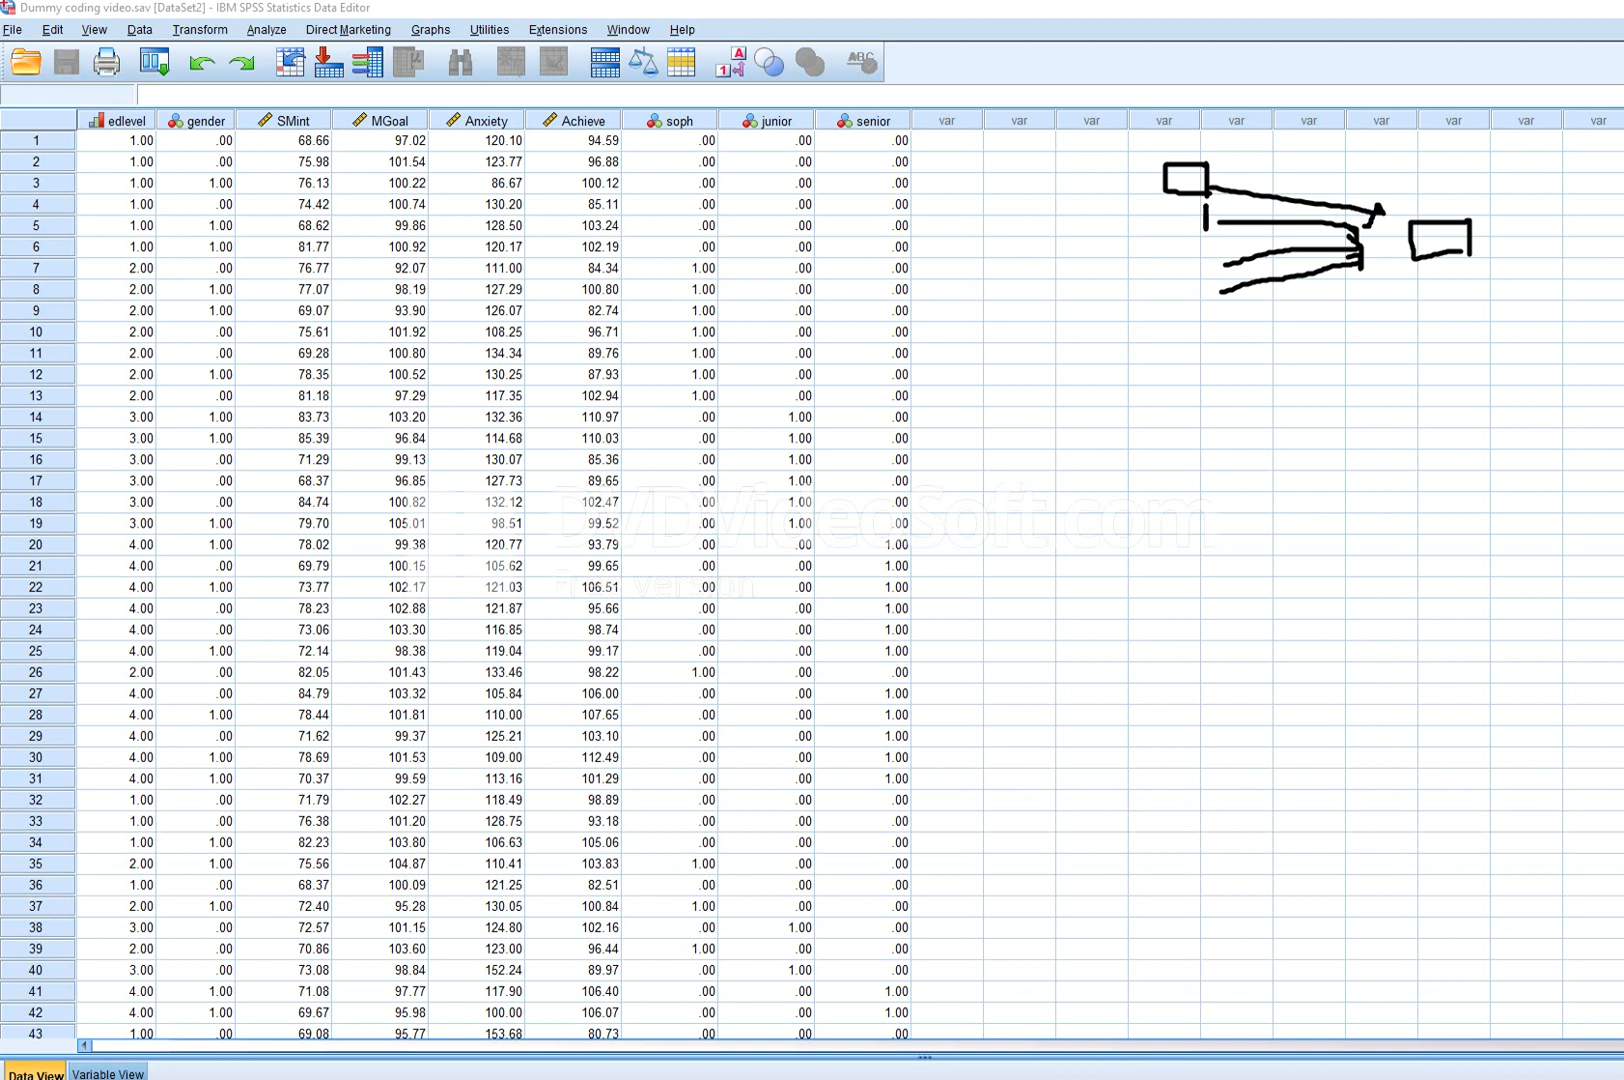 Dummy coding video.sav [DataSet2] - IBM SPSS Statistics Data Editor
File Edit View Data Transform Analyze Direct Marketing Graphs Utilities Extensions Window Help
edlevel gender SMint MGoal Anxiety Achieve soph junior senior var var var var var var var var var var
1 1.00 .00 68.66 97.02 120.10 94.59 .00 .00 .00
2 1.00 .00 75.98 101.54 123.77 96.88 .00 .00 .00
3 1.00 1.00 76.13 100.22 86.67 100.12 .00 .00 .00
4 1.00 .00 74.42 100.74 130.20 85.11 .00 .00 .00
5 1.00 1.00 68.62 99.86 128.50 103.24 .00 .00 .00
6 1.00 1.00 81.77 100.92 120.17 102.19 .00 .00 .00
7 2.00 .00 76.77 92.07 111.00 84.34 1.00 .00 .00
8 2.00 1.00 77.07 98.19 127.29 100.80 1.00 .00 .00
9 2.00 1.00 69.07 93.90 126.07 82.74 1.00 .00 .00
10 2.00 .00 75.61 101.92 108.25 96.71 1.00 .00 .00
11 2.00 .00 69.28 100.80 134.34 89.76 1.00 .00 .00
12 2.00 1.00 78.35 100.52 130.25 87.93 1.00 .00 .00
13 2.00 .00 81.18 97.29 117.35 102.94 1.00 .00 .00
14 3.00 1.00 83.73 103.20 132.36 110.97 .00 1.00 .00
15 3.00 1.00 85.39 96.84 114.68 110.03 .00 1.00 .00
16 3.00 .00 71.29 99.13 130.07 85.36 .00 1.00 .00
17 3.00 .00 68.37 96.85 127.73 89.65 .00 1.00 .00
18 3.00 .00 84.74 100.82 132.12 102.47 .00 1.00 .00
19 3.00 1.00 79.70 105.01 98.51 99.52 .00 1.00 .00
20 4.00 1.00 78.02 99.38 120.77 93.79 .00 .00 1.00
21 4.00 .00 69.79 100.15 105.62 99.65 .00 .00 1.00
22 4.00 1.00 73.77 102.17 121.03 106.51 .00 .00 1.00
23 4.00 .00 78.23 102.88 121.87 95.66 .00 .00 1.00
24 4.00 .00 73.06 103.30 116.85 98.74 .00 .00 1.00
25 4.00 1.00 72.14 98.38 119.04 99.17 .00 .00 1.00
26 2.00 .00 82.05 101.43 133.46 98.22 1.00 .00 .00
27 4.00 .00 84.79 103.32 105.84 106.00 .00 .00 1.00
28 4.00 1.00 78.44 101.81 110.00 107.65 .00 .00 1.00
29 4.00 .00 71.62 99.37 125.21 103.10 .00 .00 1.00
30 4.00 1.00 78.69 101.53 109.00 112.49 .00 .00 1.00
31 4.00 1.00 70.37 99.59 113.16 101.29 .00 .00 1.00
32 1.00 .00 71.79 102.27 118.49 98.89 .00 .00 .00
33 1.00 .00 76.38 101.20 128.75 93.18 .00 .00 .00
34 1.00 1.00 82.23 103.80 106.63 105.06 .00 .00 .00
35 2.00 1.00 75.56 104.87 110.41 103.83 1.00 .00 .00
36 1.00 .00 68.37 100.09 121.25 82.51 .00 .00 .00
37 2.00 1.00 72.40 95.28 130.05 100.84 1.00 .00 .00
38 3.00 .00 72.57 101.15 124.80 102.16 .00 1.00 .00
39 2.00 .00 70.86 103.60 123.00 96.44 1.00 .00 .00
40 3.00 .00 73.08 98.84 152.24 89.97 .00 1.00 .00
41 4.00 1.00 71.08 97.77 117.90 106.40 .00 .00 1.00
42 4.00 1.00 69.67 95.98 100.00 106.07 .00 .00 1.00
43 1.00 .00 69.08 95.77 153.68 80.73 .00 .00 .00
DVDVideoSoft.com
Free version
Data View Variable View